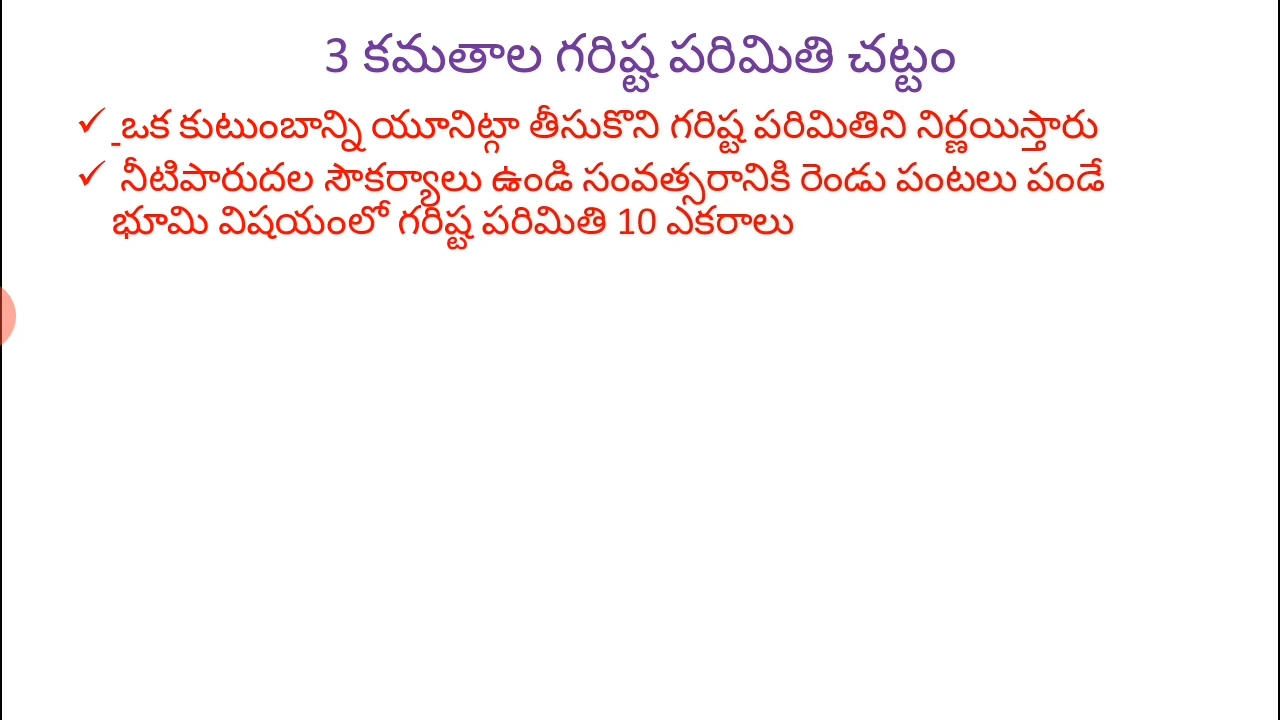 3 కమతాల గరిష్ట పరిమితి చట్టం
✓ ఒక కుటుంబాన్ని యూనిట్గా తీసుకొని గరిష్ట పరిమితిని నిర్ణయిస్తారు
✓ నీటిపారుదల సౌకర్యాలు ఉండి సంవత్సరానికి రెండు పంటలు పండే
భూమి విషయంలో గరిష్ట పరిమితి 10 ఎకరాలు